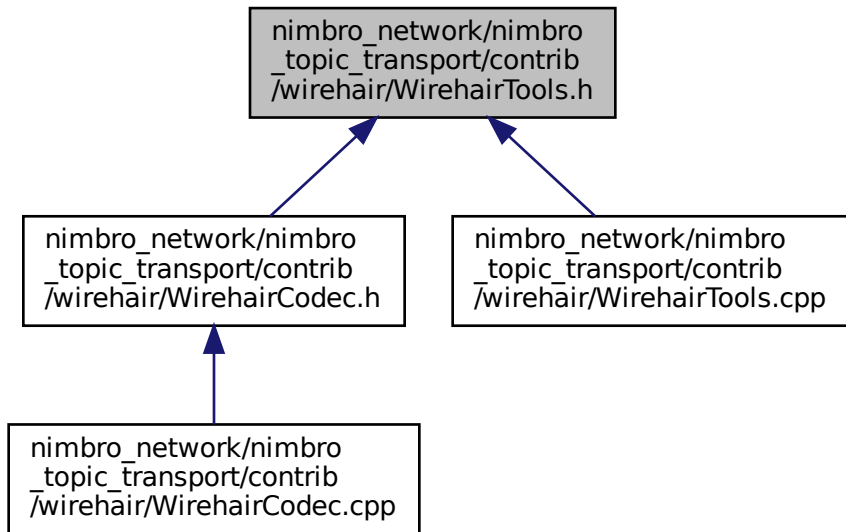 nimbro_network/nimbro
_topic_transport/contrib
/wirehair/WirehairTools.h
nimbro_network/nimbro
_topic_transport/contrib
/wirehair/WirehairCodec.h
nimbro_network/nimbro
_topic_transport/contrib
/wirehair/WirehairTools.cpp
nimbro_network/nimbro
_topic_transport/contrib
/wirehair/WirehairCodec.cpp